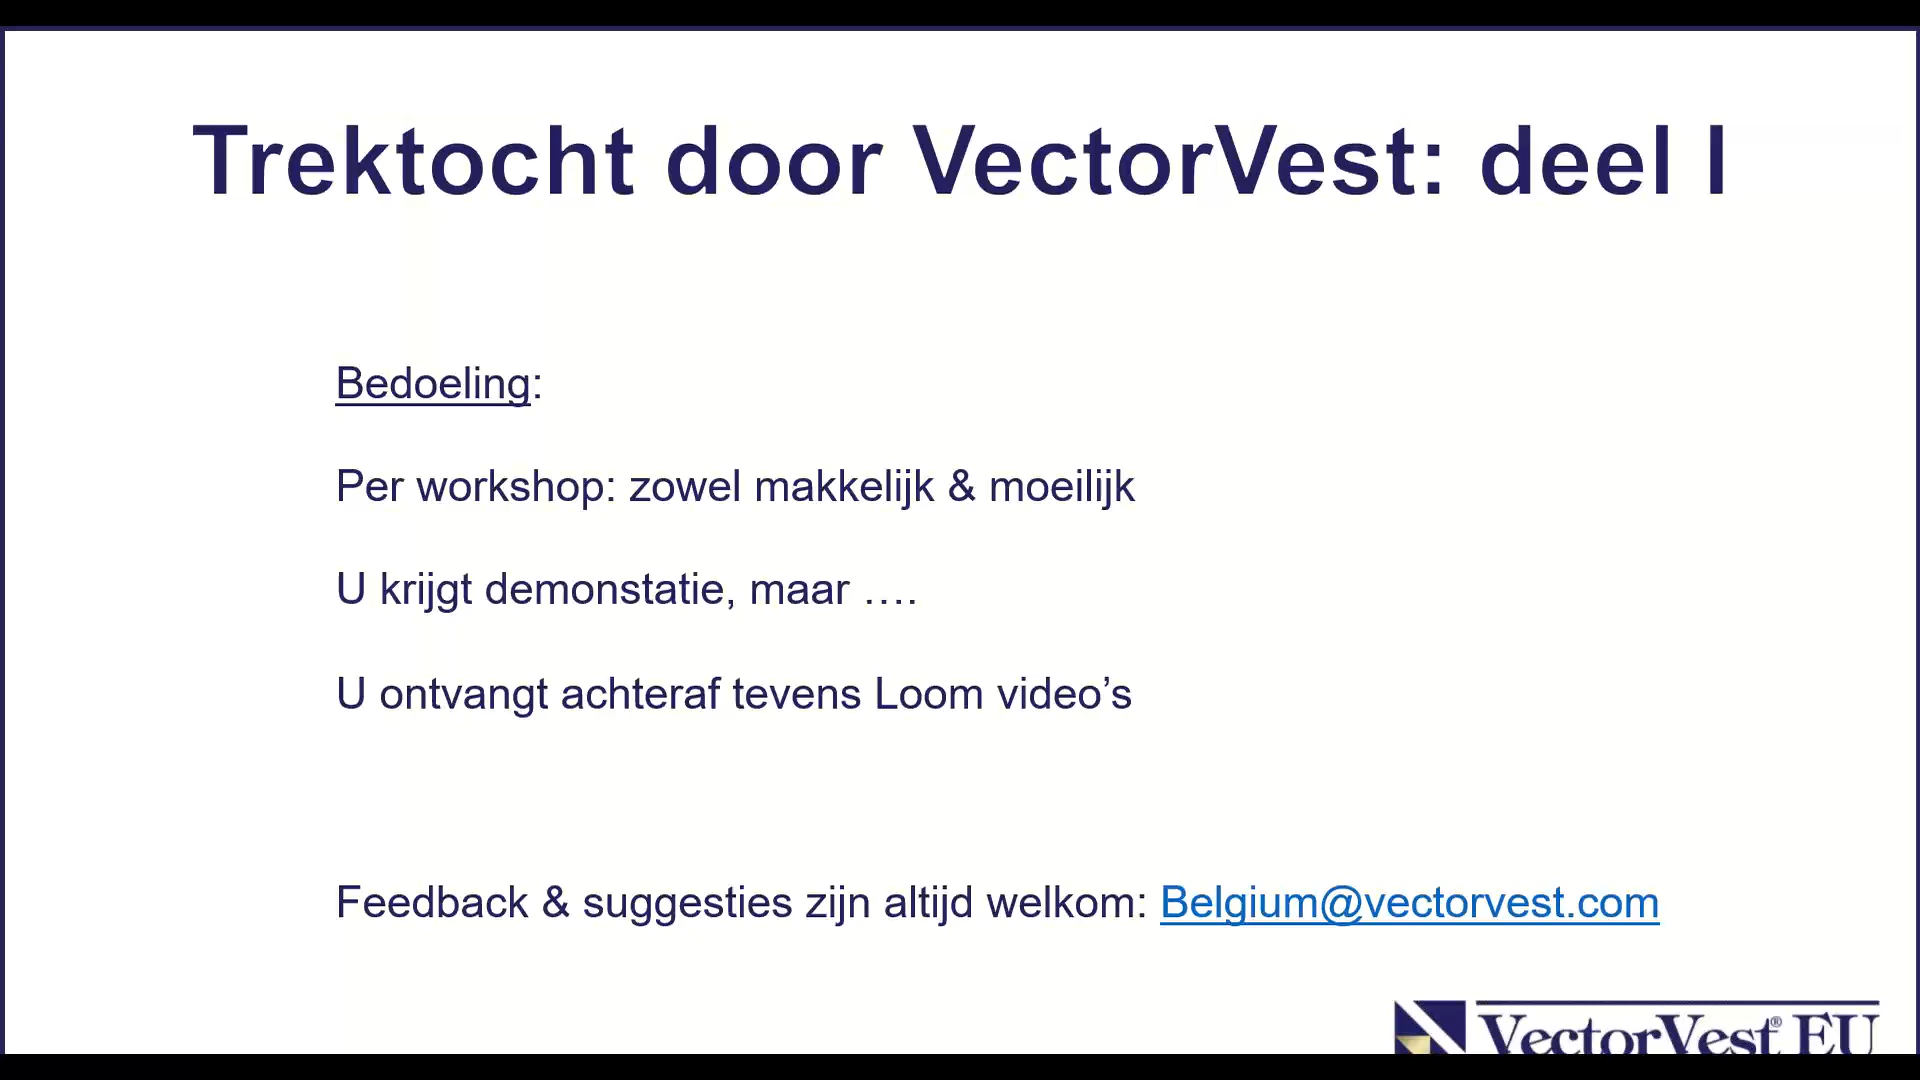 Trektocht door VectorVest: deel I
Bedoeling:
Per workshop: zowel makkelijk & moeilijk
U krijgt demonstatie, maar ….
U ontvangt achteraf tevens Loom video’s
Feedback & suggesties zijn altijd welkom: Belgium@vectorvest.com
VectorVest® EU